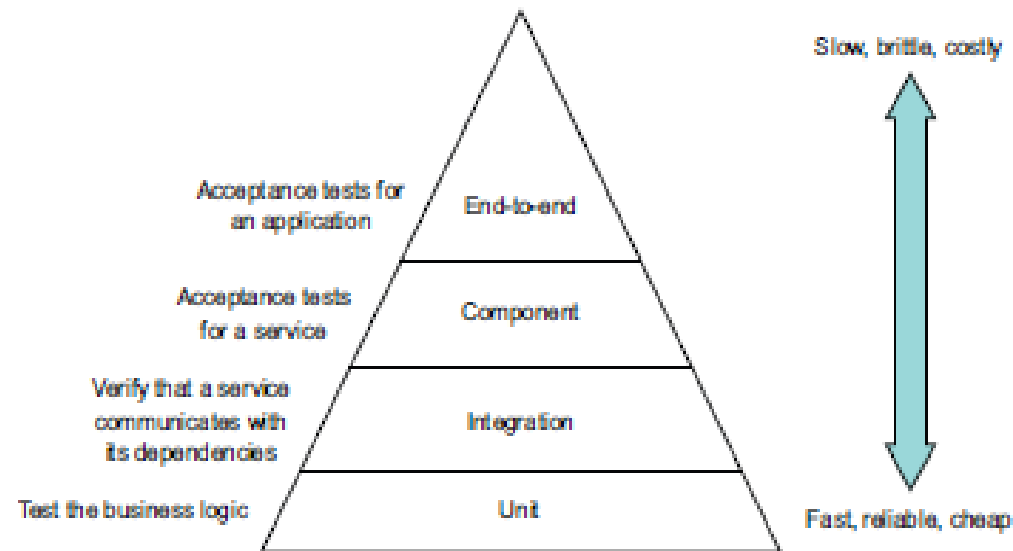 Slow, brittle, costly
Acceptance tests for
an application
End-to-end
Acceptance tests
for a service
Component
Verify that a service
communicates with
its dependencies
Integration
Test the business logic
Unit
Fast, reliable, cheap